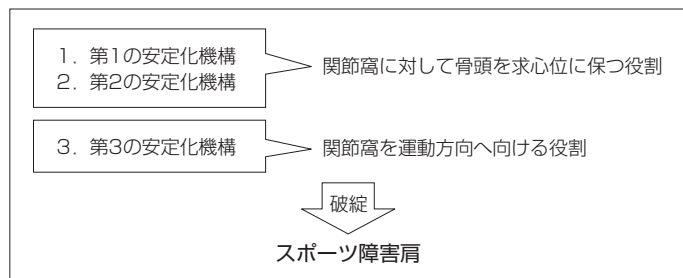 1．第1の安定化機構
2．第2の安定化機構
関節窩に対して骨頭を求心位に保つ役割
3．第3の安定化機構
関節窩を運動方向へ向ける役割
破綻
スポーツ障害肩